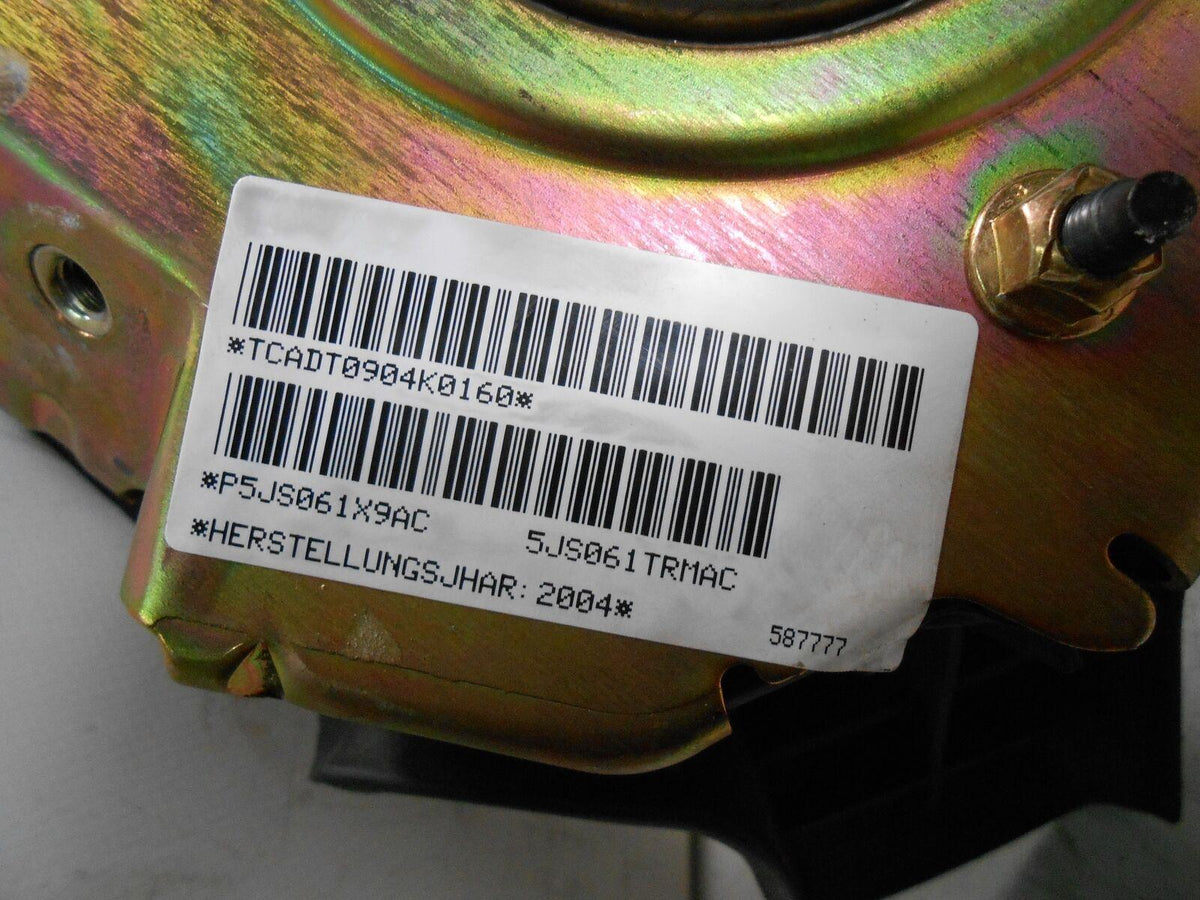 *TCADT0904K0160*
*P5JS061X9AC 5JS061TRMAC
*HERSTELLUNGSJHAR: 2004*
587777